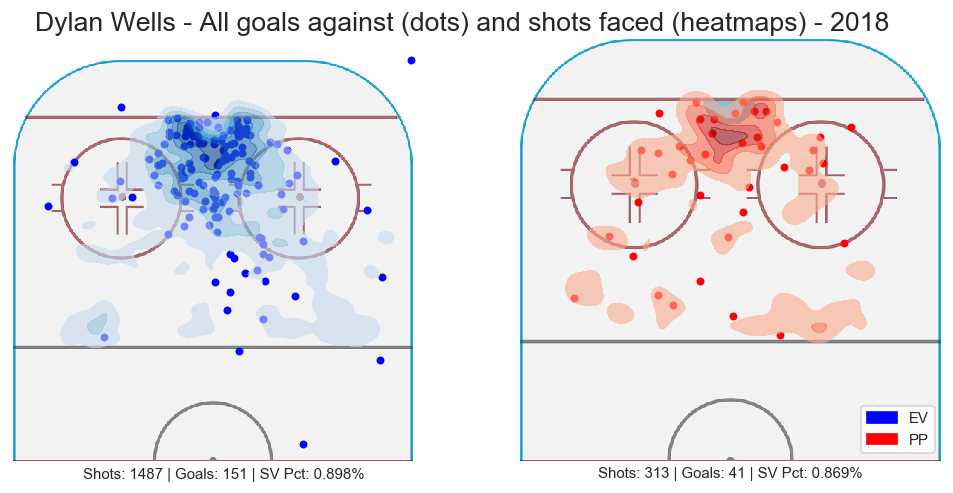 Dylan Wells - All goals against (dots) and shots faced (heatmaps) - 2018
EV
PP
Shots: 1487 | Goals: 151 | SV Pct: 0.898%
Shots: 313 | Goals: 41 | SV Pct: 0.869%